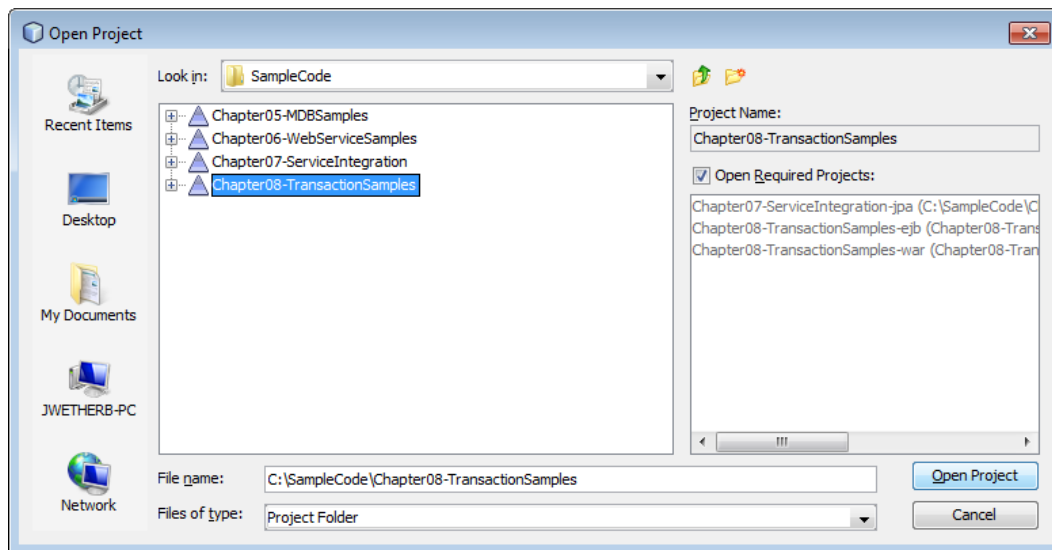 Open Project
Look in: SampleCode
Recent Items
Desktop
My Documents
JWETHERB-PC
Network
Chapter05-MDBSamples
Chapter06-WebServiceSamples
Chapter07-ServiceIntegration
Chapter08-TransactionSamples
Project Name:
Chapter08-TransactionSamples
Open Required Projects:
Chapter07-ServiceIntegration-jpa (C:\SampleCode\C
Chapter08-TransactionSamples-ejb (Chapter08-Trans
Chapter08-TransactionSamples-war (Chapter08-Tran
File name: C:\SampleCode\Chapter08-TransactionSamples
Open Project
Files of type: Project Folder
Cancel